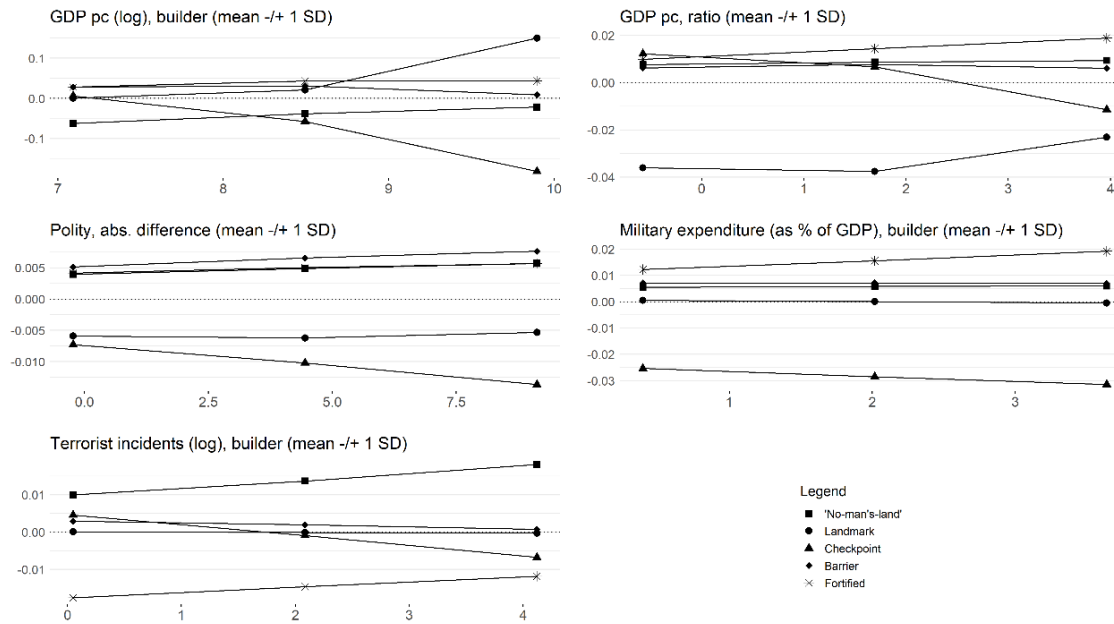 GDP pc (log), builder (mean -/+ 1 SD)
0.1
0.0
-0.1
7 8 9 10
GDP pc, ratio (mean -/+ 1 SD)
0.02
0.00
-0.02
-0.04
0 1 2 3 4
Polity, abs. difference (mean -/+ 1 SD)
0.005
0.000
-0.005
-0.010
0.0 2.5 5.0 7.5
Military expenditure (as % of GDP), builder (mean -/+ 1 SD)
0.02
0.01
0.00
-0.01
-0.02
-0.03
1 2 3
Terrorist incidents (log), builder (mean -/+ 1 SD)
0.01
0.00
-0.01
0 1 2 3 4
Legend
'No-man's-land'
Landmark
Checkpoint
Barrier
Fortified